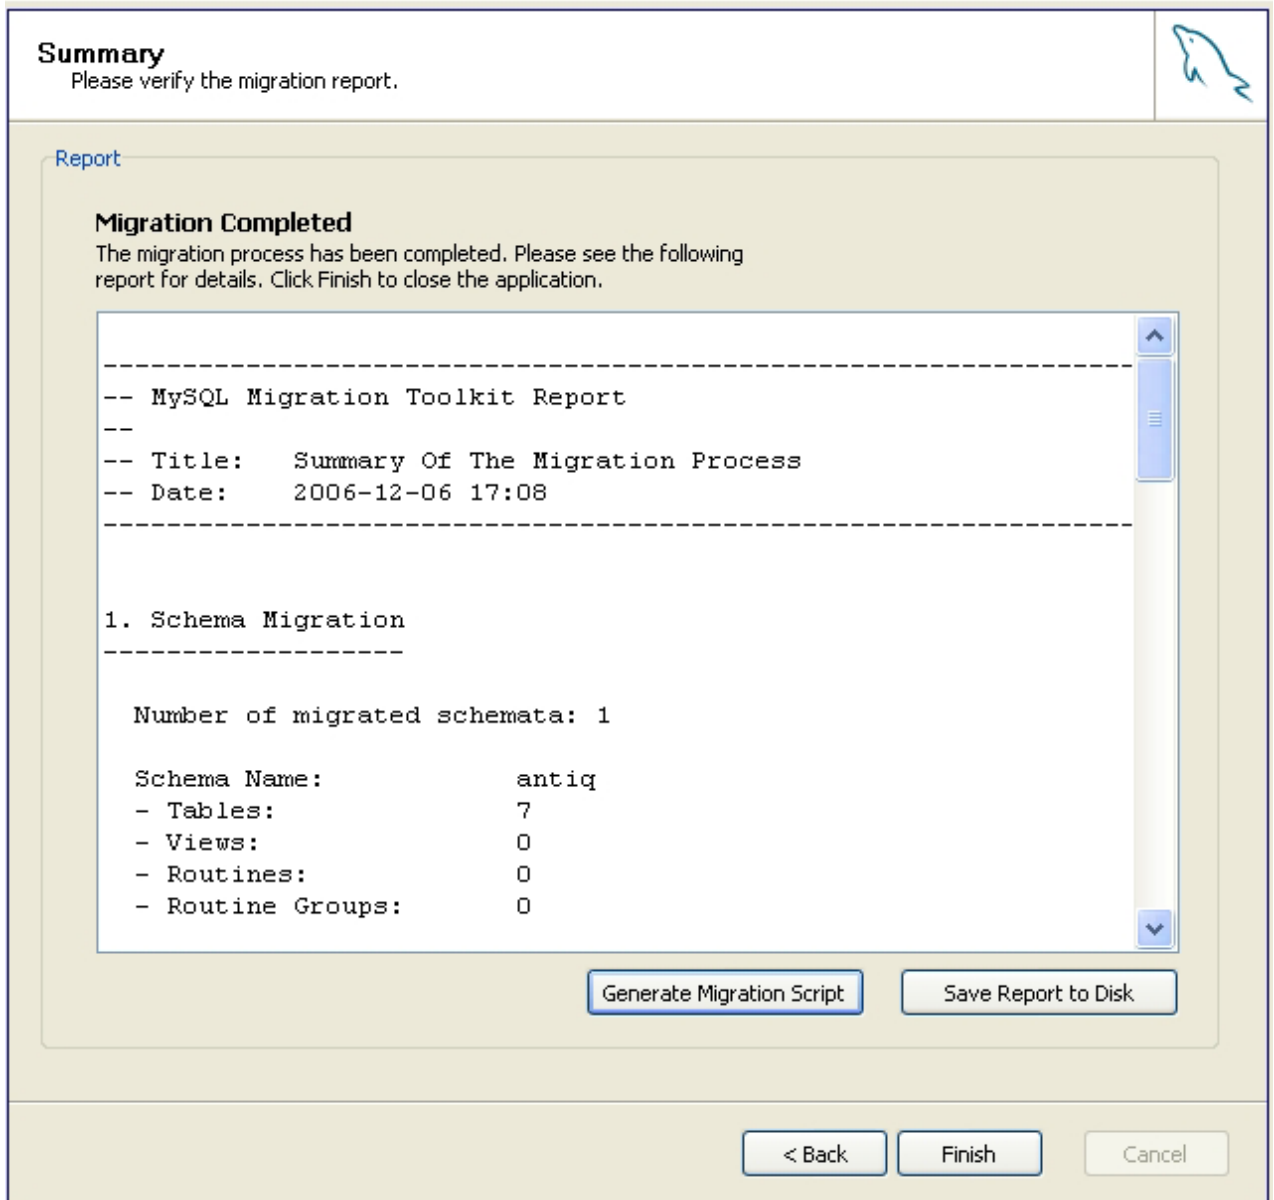 Summary
Please verify the migration report.
Report
Migration Completed
The migration process has been completed. Please see the following
report for details. Click Finish to close the application.
-----------------------------------------------------------------
-- MySQL Migration Toolkit Report
--
-- Title:   Summary Of The Migration Process
-- Date:    2006-12-06 17:08
-----------------------------------------------------------------
1. Schema Migration
-------------------
Number of migrated schemata: 1
Schema Name:            antiq
- Tables:               7
- Views:                0
- Routines:             0
- Routine Groups:       0
Generate Migration Script
Save Report to Disk
< Back
Finish
Cancel